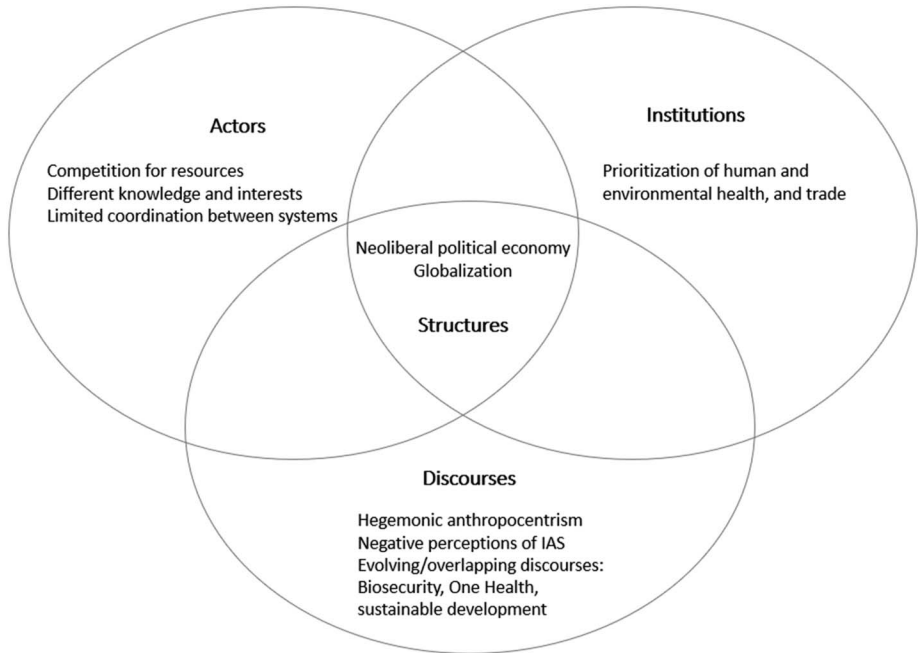 Actors
Competition for resources
Different knowledge and interests
Limited coordination between systems
Institutions
Prioritization of human and
environmental health, and trade
Neoliberal political economy
Globalization
Structures
Discourses
Hegemonic anthropocentrism
Negative perceptions of IAS
Evolving/overlapping discourses:
Biosecurity, One Health,
sustainable development